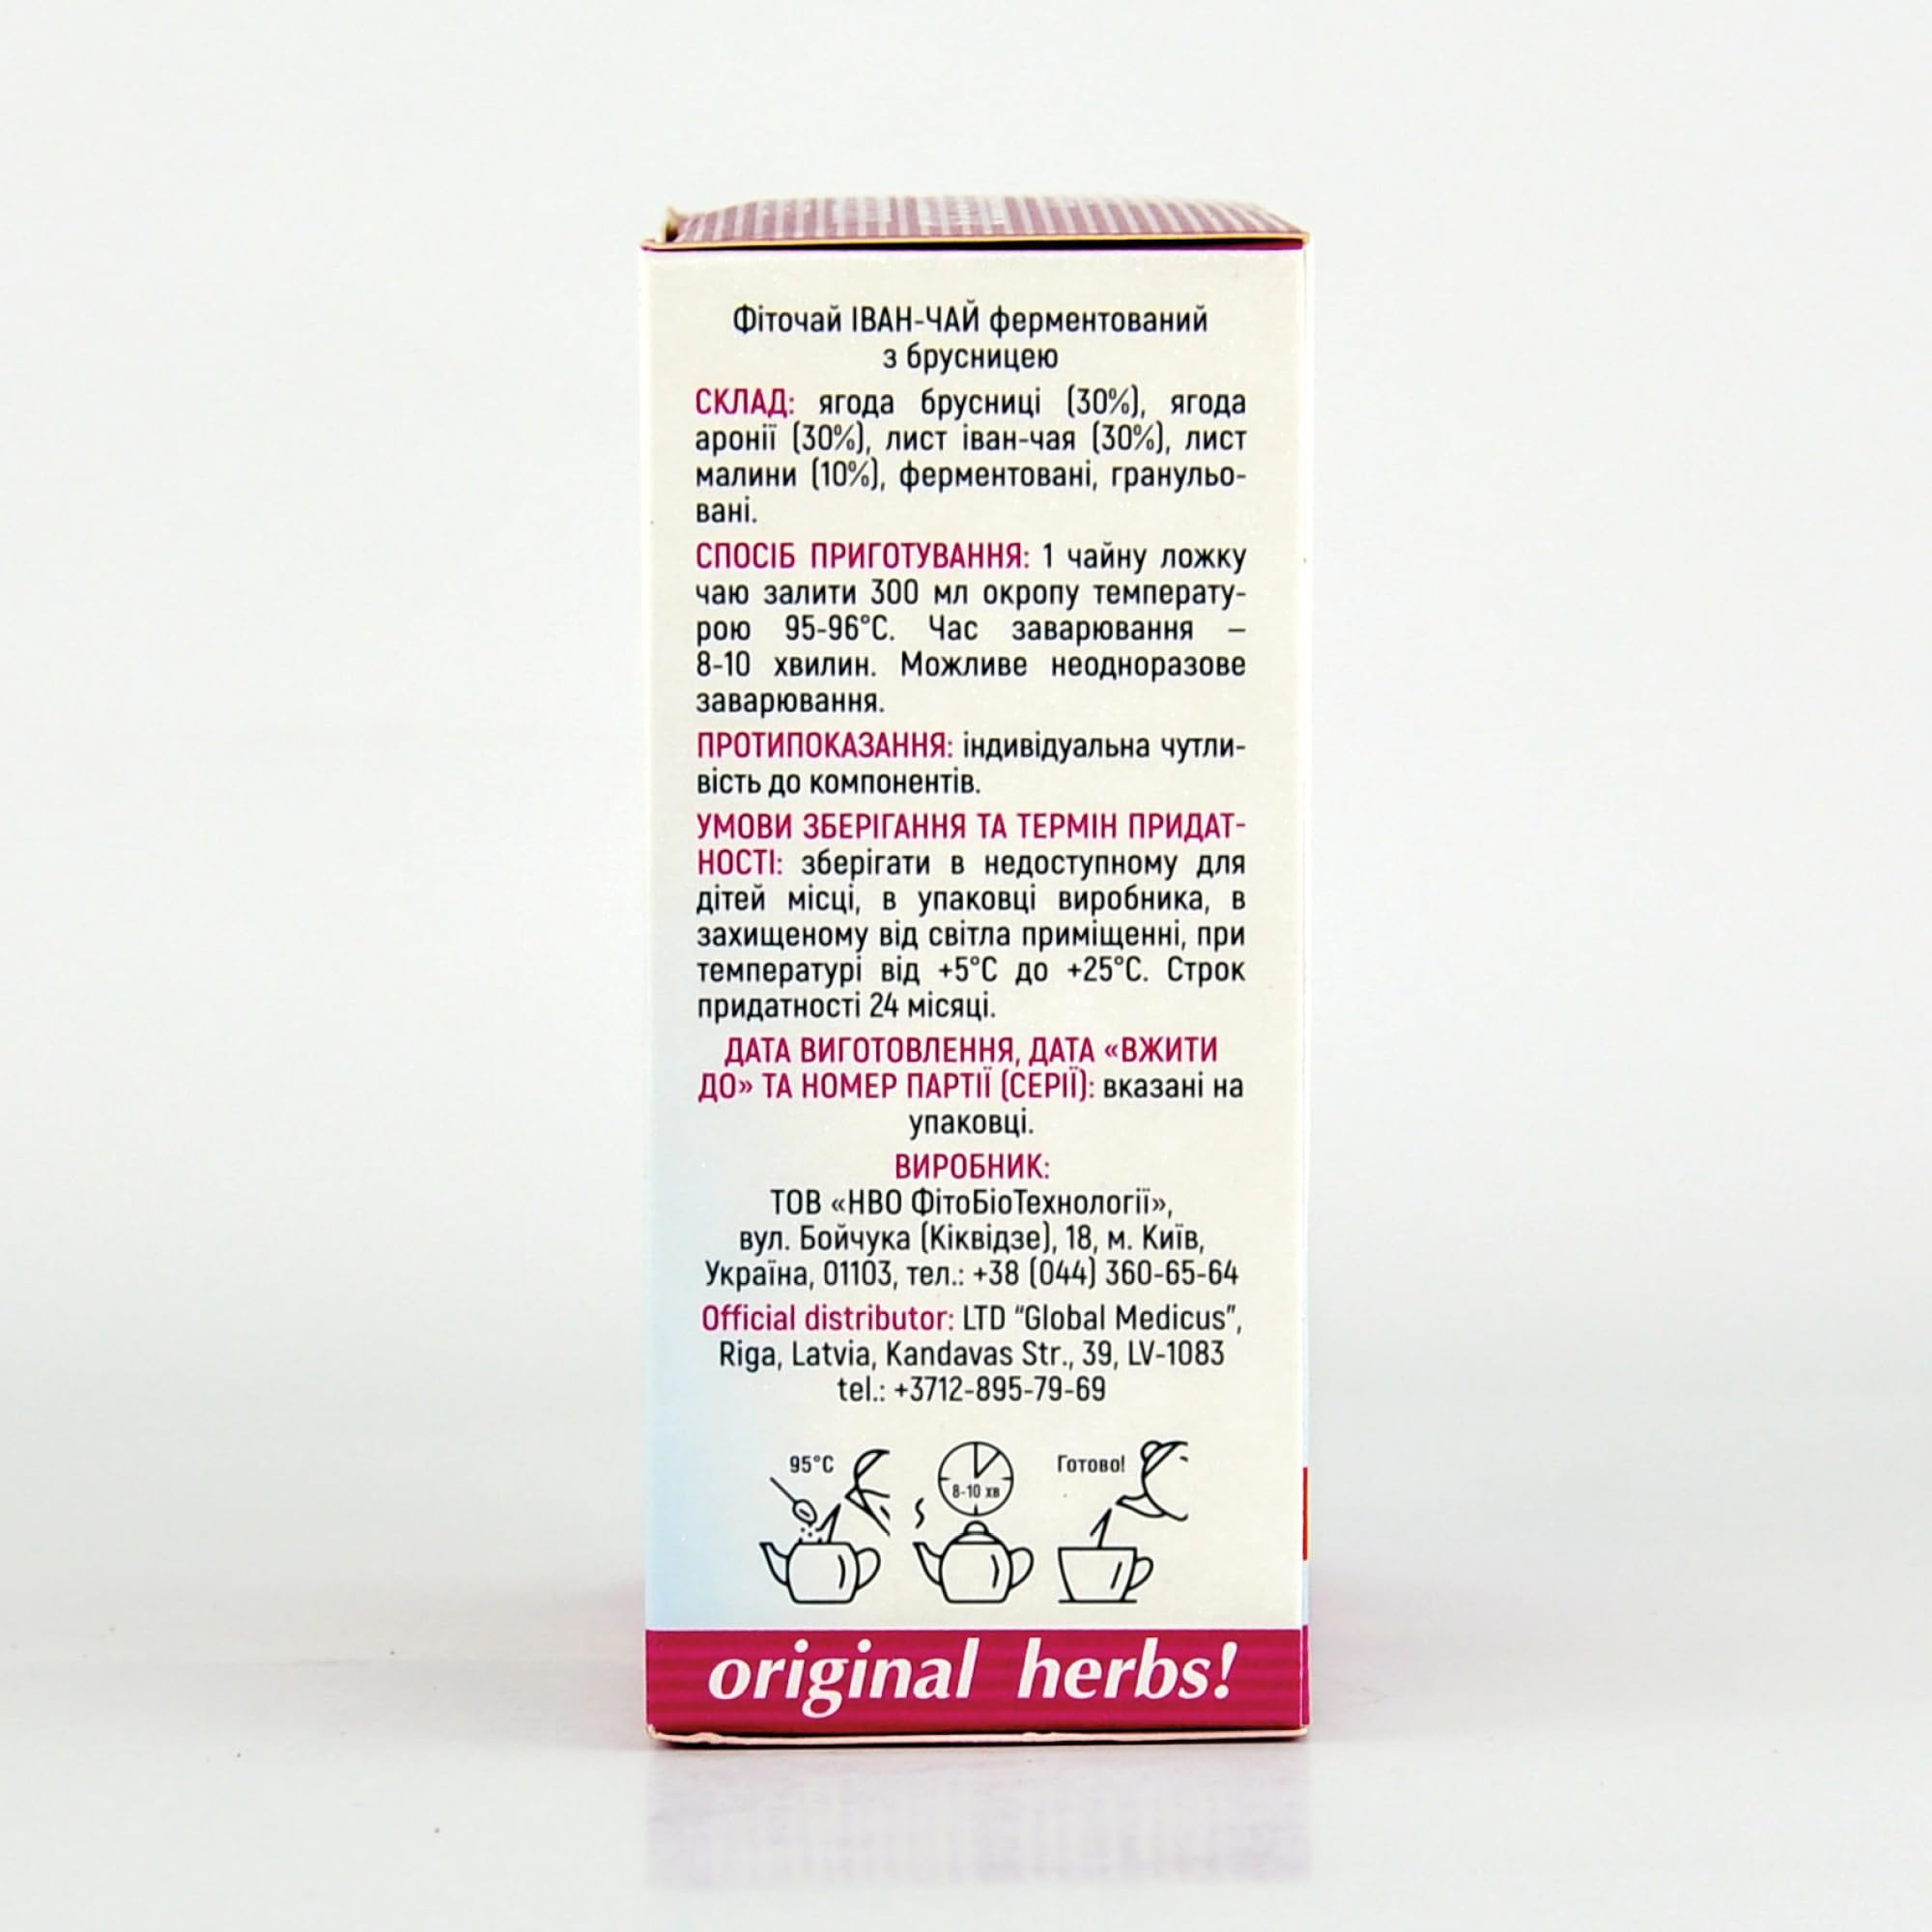 Фіточай ІВАН-ЧАЙ ферментований
з брусницею
СКЛАД: ягода брусниці (30%), ягода
аронії (30%), лист іван-чая (30%), лист
малини (10%), ферментовані, гранульо-
вані.
СПОСІБ ПРИГОТУВАННЯ: 1 чайну ложку
чаю залити 300 мл окропу температу-
рою 95-96°С. Час заварювання –
8-10 хвилин. Можливе неодноразове
заварювання.
ПРОТИПОКАЗАННЯ: індивідуальна чутли-
вість до компонентів.
УМОВИ ЗБЕРІГАННЯ ТА ТЕРМІН ПРИДАТ-
НОСТІ: зберігати в недоступному для
дітей місці, в упаковці виробника, в
захищеному від світла приміщенні, при
температурі від +5°С до +25°С. Строк
придатності 24 місяці.
ДАТА ВИГОТОВЛЕННЯ, ДАТА «ВЖИТИ
ДО» ТА НОМЕР ПАРТІЇ (СЕРІЇ): вказані на
упаковці.
ВИРОБНИК:
ТОВ «НВО ФітоБіоТехнології»,
вул. Бойчука (Кіквідзе), 18, м. Київ,
Україна, 01103, тел.: +38 (044) 360-65-64
Official distributor: LTD "Global Medicus",
Riga, Latvia, Kandavas Str., 39, LV-1083
tel.: +3712-895-79-69
95°С
8-10 хв
Готово!
original herbs!